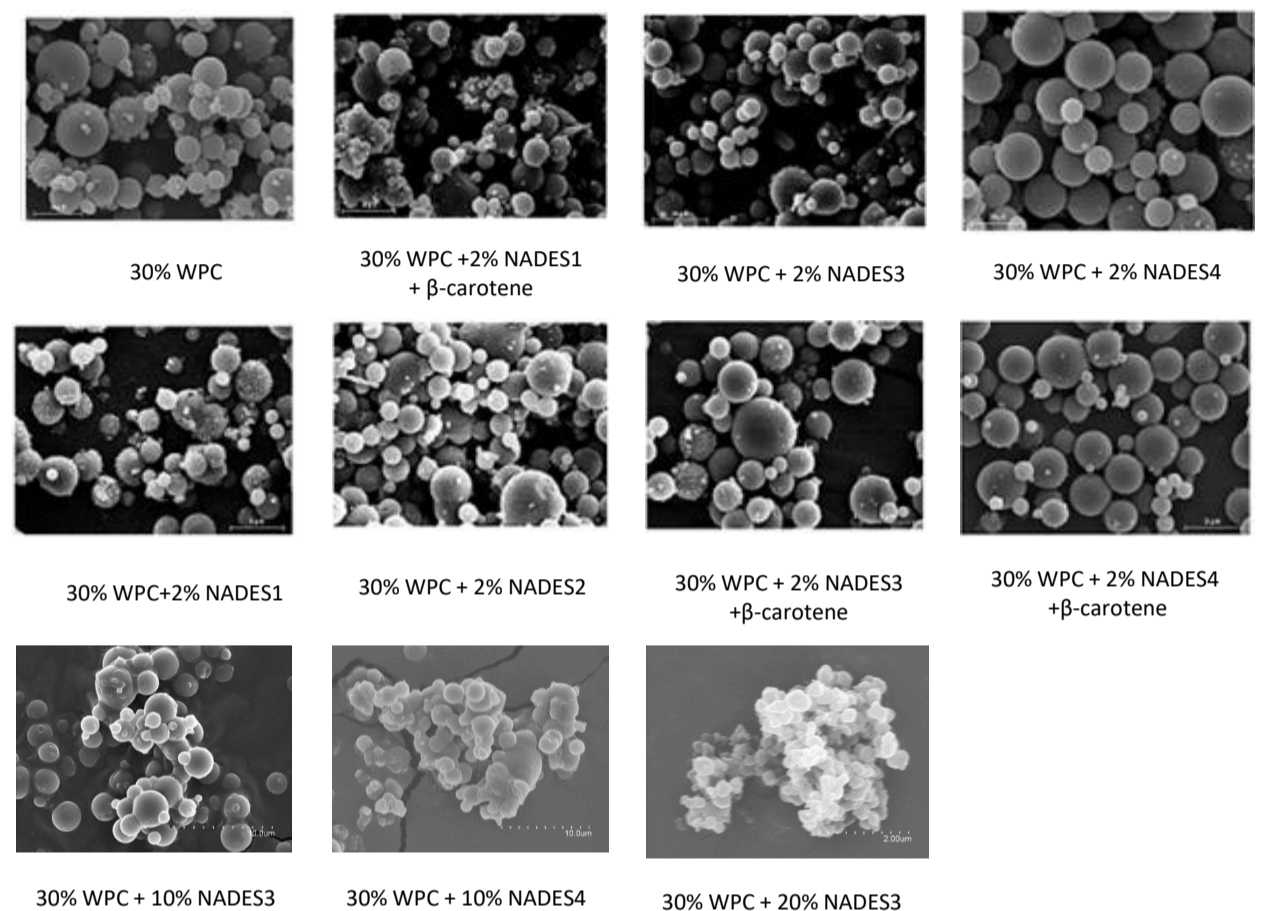 30% WPC
30% WPC +2% NADES1
+ β-carotene
30% WPC + 2% NADES3
30% WPC + 2% NADES4
30% WPC+2% NADES1
30% WPC + 2% NADES2
30% WPC + 2% NADES3
+β-carotene
30% WPC + 2% NADES4
+β-carotene
10.0um
10.0um
2.00um
30% WPC + 10% NADES3
30% WPC + 10% NADES4
30% WPC + 20% NADES3